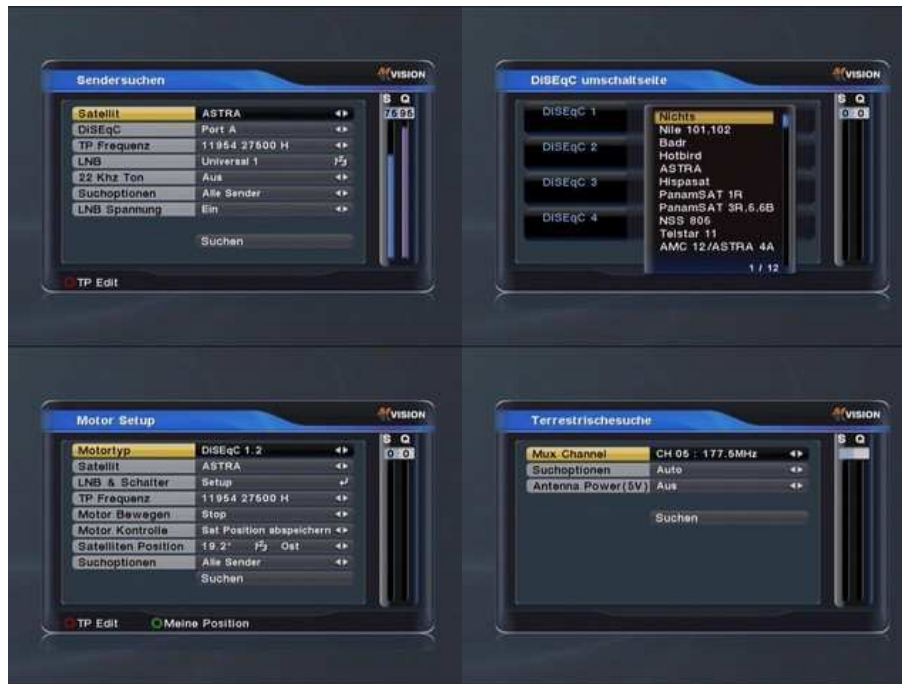 Sendersuchen
VISION
S Q
Satellit ASTRA 76 95
DiSEqC Port A
TP Frequenz 11954 27500 H
LNB Universal 1
22 Khz Ton Aus
Suchoptionen Alle Sender
LNB Spannung Ein
Suchen
TP Edit
DiSEqC umschaltseite
VISION
S Q
0 0
DiSEqC 1
DiSEqC 2
DiSEqC 3
DiSEqC 4
Nichts
Nile 101,102
Badr
Hotbird
ASTRA
Hispasat
PanamSAT 1R
PanamSAT 3R,6,6B
NSS 806
Telstar 11
AMC 12/ASTRA 4A
1 / 12
Motor Setup
VISION
S Q
Motortyp DiSEqC 1.2 0 0
Satellit ASTRA
LNB & Schalter Setup
TP Frequenz 11954 27500 H
Motor Bewegen Stop
Motor Kontrolle Sat Position abspeichern
Satelliten Position 19.2° Ost
Suchoptionen Alle Sender
Suchen
TP Edit Meine Position
Terrestrischesuche
VISION
S Q
Mux Channel CH 05 : 177.5MHz
Suchoptionen Auto
Antenna Power(5V) Aus
Suchen